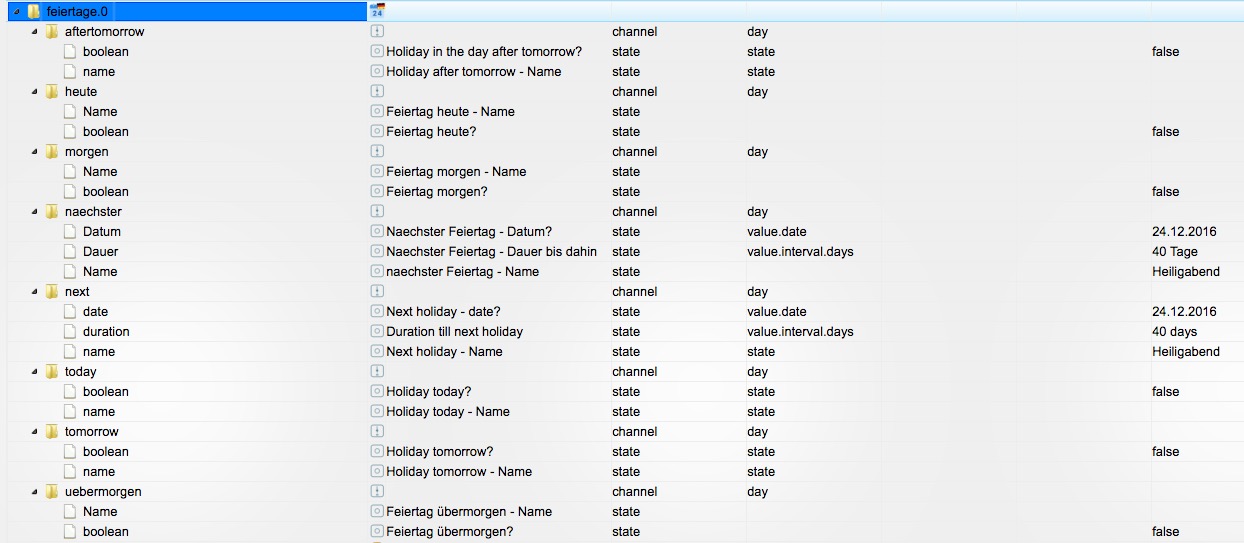 feiertage.0 24
aftertomorrow channel day
boolean Holiday in the day after tomorrow? state state false
name Holiday after tomorrow - Name state state
heute channel day
Name Feiertag heute - Name state
boolean Feiertag heute? state false
morgen channel day
Name Feiertag morgen - Name state
boolean Feiertag morgen? state false
naechster channel day
Datum Naechster Feiertag - Datum? state value.date 24.12.2016
Dauer Naechster Feiertag - Dauer bis dahin state value.interval.days 40 Tage
Name naechster Feiertag - Name state Heiligabend
next channel day
date Next holiday - date? state value.date 24.12.2016
duration Duration till next holiday state value.interval.days 40 days
name Next holiday - Name state state Heiligabend
today channel day
boolean Holiday today? state state false
name Holiday today - Name state state
tomorrow channel day
boolean Holiday tomorrow? state state false
name Holiday tomorrow - Name state state
uebermorgen channel day
Name Feiertag übermorgen - Name state
boolean Feiertag übermorgen? state false